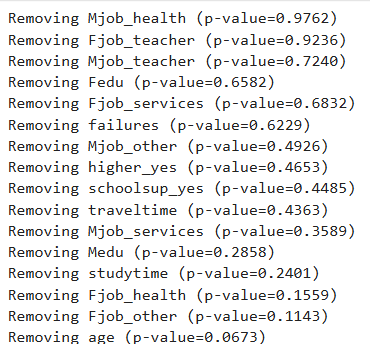 Removing Mjob_health (p-value=0.9762)
Removing Fjob_teacher (p-value=0.9236)
Removing Mjob_teacher (p-value=0.7240)
Removing Fedu (p-value=0.6582)
Removing Fjob_services (p-value=0.6832)
Removing failures (p-value=0.6229)
Removing Mjob_other (p-value=0.4926)
Removing higher_yes (p-value=0.4653)
Removing schoolsup_yes (p-value=0.4485)
Removing traveltime (p-value=0.4363)
Removing Mjob_services (p-value=0.3589)
Removing Medu (p-value=0.2858)
Removing studytime (p-value=0.2401)
Removing Fjob_health (p-value=0.1559)
Removing Fjob_other (p-value=0.1143)
Removing age (p-value=0.0673)